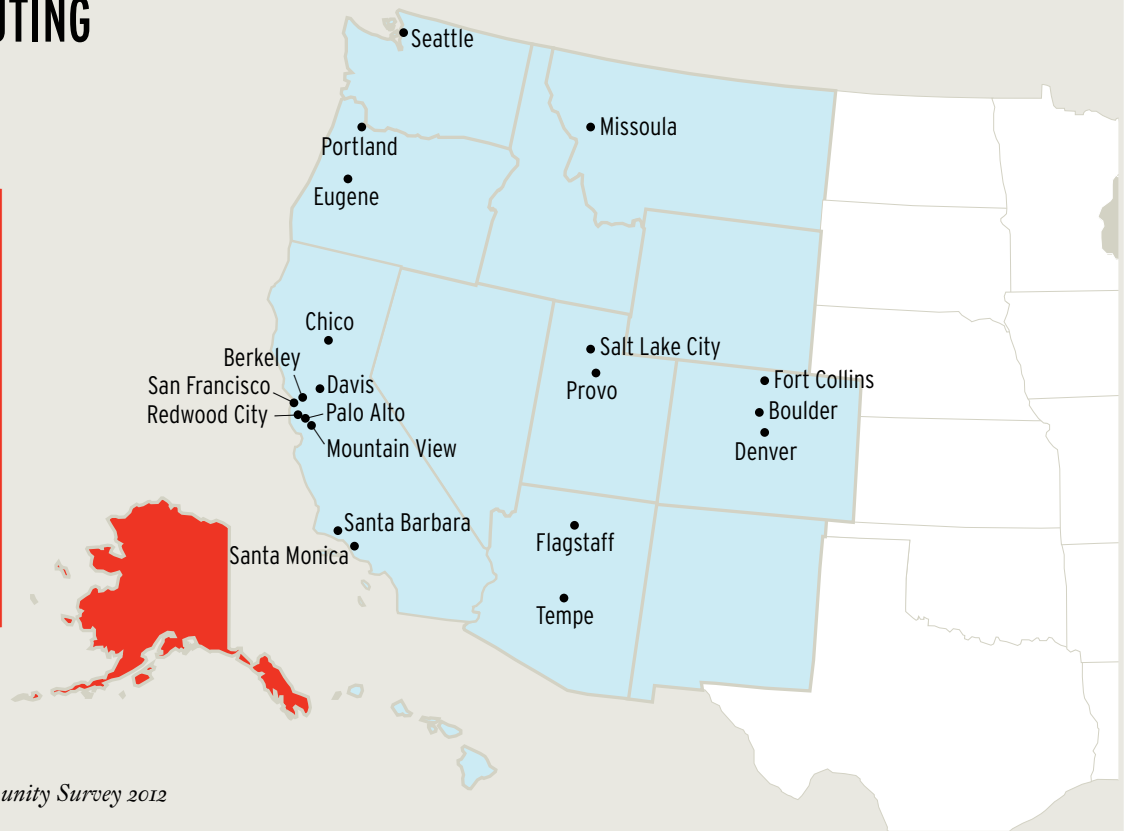 UTING
Seattle
Missoula
Portland
Eugene
Chico
Berkeley
San Francisco
Davis
Redwood City
Palo Alto
Mountain View
Salt Lake City
Provo
Fort Collins
Boulder
Denver
Santa Barbara
Santa Monica
Flagstaff
Tempe
unity Survey 2012